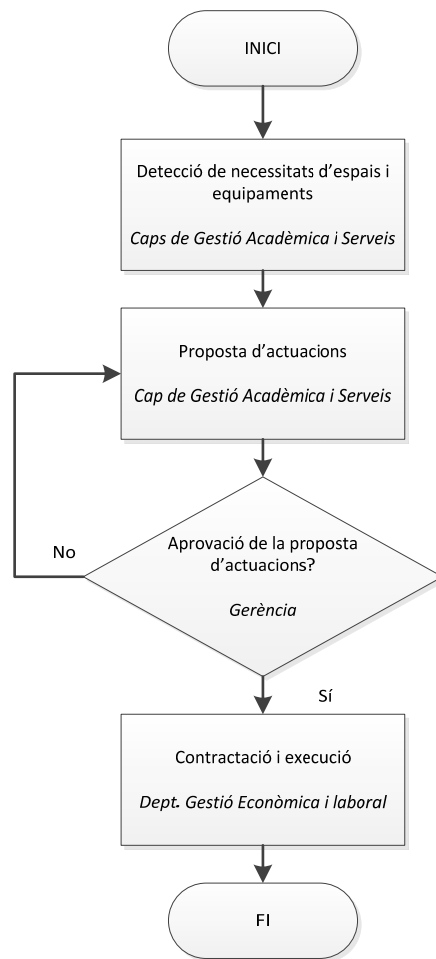 INICI
Detecció de necessitats d’espais i
equipaments
Caps de Gestió Acadèmica i Serveis
Proposta d’actuacions
Cap de Gestió Acadèmica i Serveis
No
Aprovació de la proposta
d’actuacions?
Gerència
Sí
Contractació i execució
Dept. Gestió Econòmica i laboral
FI